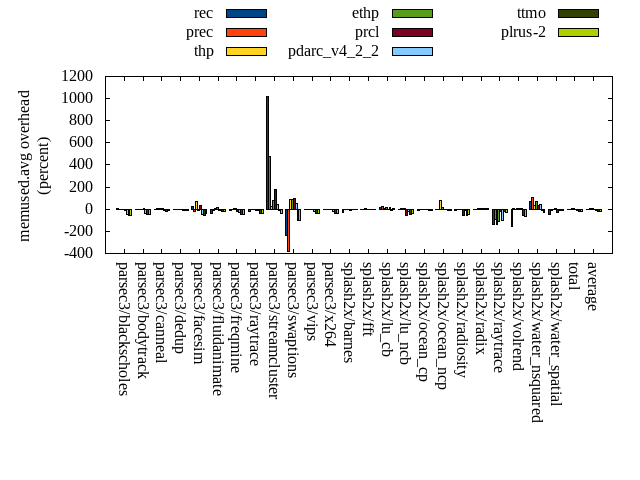 rec
prec
thp
ethp
prcl
pdarc_v4_2_2
ttmo
plrus-2
memused.avg overhead
(percent)
1200
1000
800
600
400
200
0
-200
-400
parsec3/blackscholes
parsec3/bodytrack
parsec3/canneal
parsec3/dedup
parsec3/facesim
parsec3/fluidanimate
parsec3/freqmine
parsec3/raytrace
parsec3/streamcluster
parsec3/swaptions
parsec3/vips
parsec3/x264
splash2x/barnes
splash2x/fft
splash2x/lu_cb
splash2x/lu_ncb
splash2x/ocean_cp
splash2x/ocean_ncp
splash2x/radiosity
splash2x/radix
splash2x/raytrace
splash2x/volrend
splash2x/water_nsquared
splash2x/water_spatial
total
average